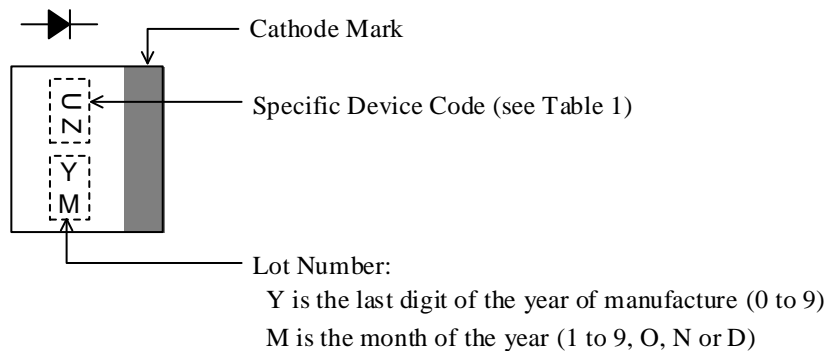 Cathode Mark
U
N
Specific Device Code (see Table 1)
Y
M
Lot Number:
Y is the last digit of the year of manufacture (0 to 9)
M is the month of the year (1 to 9, O, N or D)